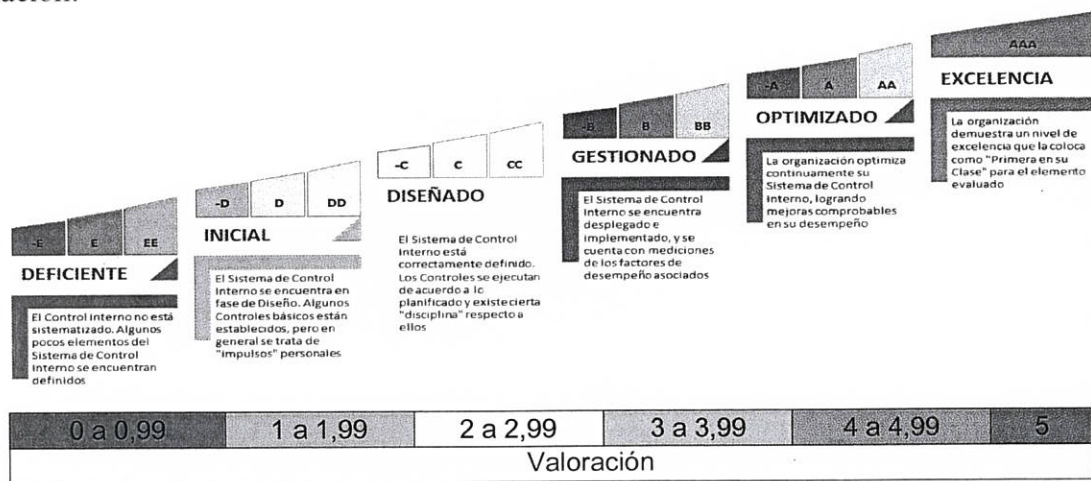 ación.
-E E EE
DEFICIENTE
El Control interno no está
sistematizado. Algunos
pocos elementos del
Sistema de Control
Interno se encuentran
definidos
-D D DD
INICIAL
El Sistema de Control
Interno se encuentra en
fase de Diseño. Algunos
Controles básicos están
establecidos, pero en
general se trata de
"impulsos" personales
-C C CC
DISEÑADO
El Sistema de Control
Interno está
correctamente definido.
Los Controles se ejecutan
de acuerdo a lo
planificado y existe cierta
"disciplina" respecto a
ellos
-B B BB
GESTIONADO
El Sistema de Control
Interno se encuentra
desplegado e
implementado, y se
cuenta con mediciones
de los factores de
desempeño asociados
-A A AA
OPTIMIZADO
La organización optimiza
continuamente su
Sistema de Control
Interno, logrando
mejoras comprobables
en su desempeño
AAA
EXCELENCIA
La organización
demuestra un nivel de
excelencia que la coloca
como "Primera en su
Clase" para el elemento
evaluado
0 a 0,99 1 a 1,99 2 a 2,99 3 a 3,99 4 a 4,99 5
Valoración